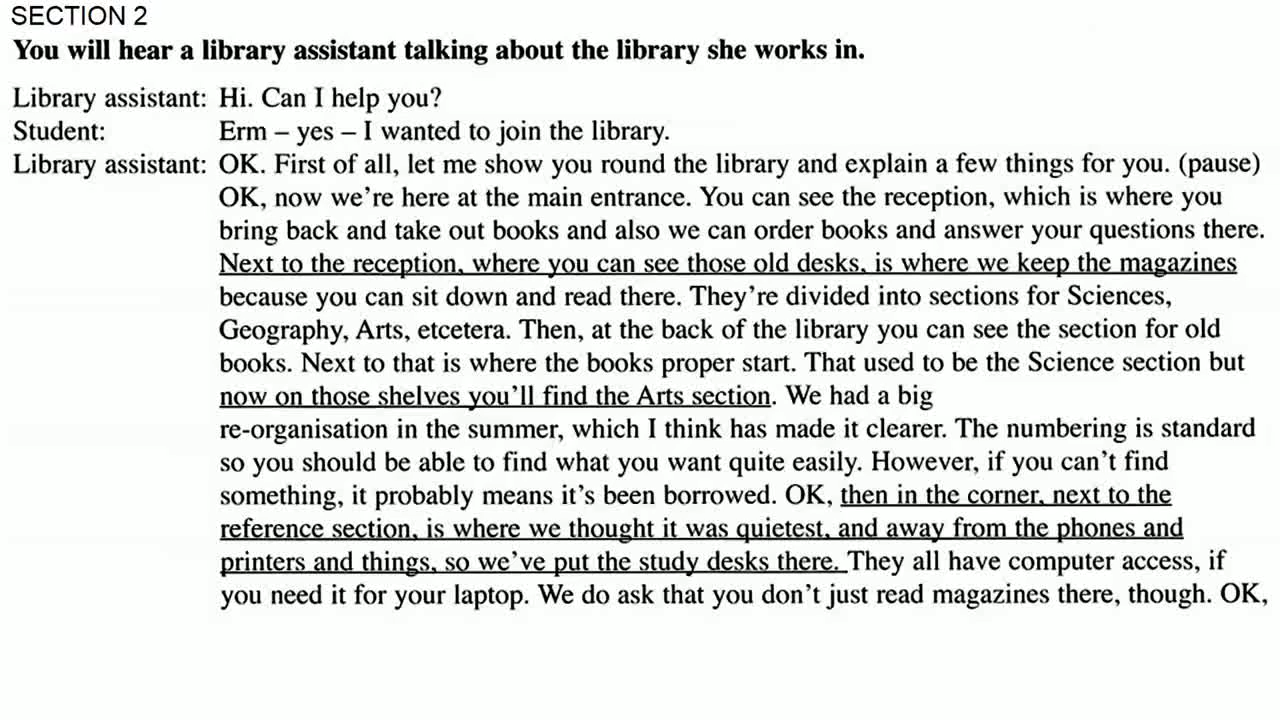 SECTION 2
You will hear a library assistant talking about the library she works in.
Library assistant: Hi. Can I help you?
Student: Erm – yes – I wanted to join the library.
Library assistant: OK. First of all, let me show you round the library and explain a few things for you. (pause)
OK, now we’re here at the main entrance. You can see the reception, which is where you
bring back and take out books and also we can order books and answer your questions there.
Next to the reception, where you can see those old desks, is where we keep the magazines
because you can sit down and read there. They’re divided into sections for Sciences,
Geography, Arts, etcetera. Then, at the back of the library you can see the section for old
books. Next to that is where the books proper start. That used to be the Science section but
now on those shelves you’ll find the Arts section. We had a big
re-organisation in the summer, which I think has made it clearer. The numbering is standard
so you should be able to find what you want quite easily. However, if you can’t find
something, it probably means it’s been borrowed. OK, then in the corner, next to the
reference section, is where we thought it was quietest, and away from the phones and
printers and things, so we’ve put the study desks there. They all have computer access, if
you need it for your laptop. We do ask that you don’t just read magazines there, though. OK,